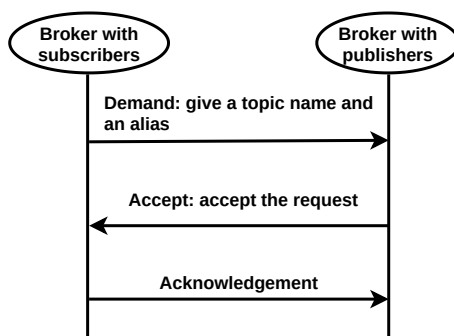 Broker with
subscribers
Broker with
publishers
Demand: give a topic name and
an alias
Accept: accept the request
Acknowledgement